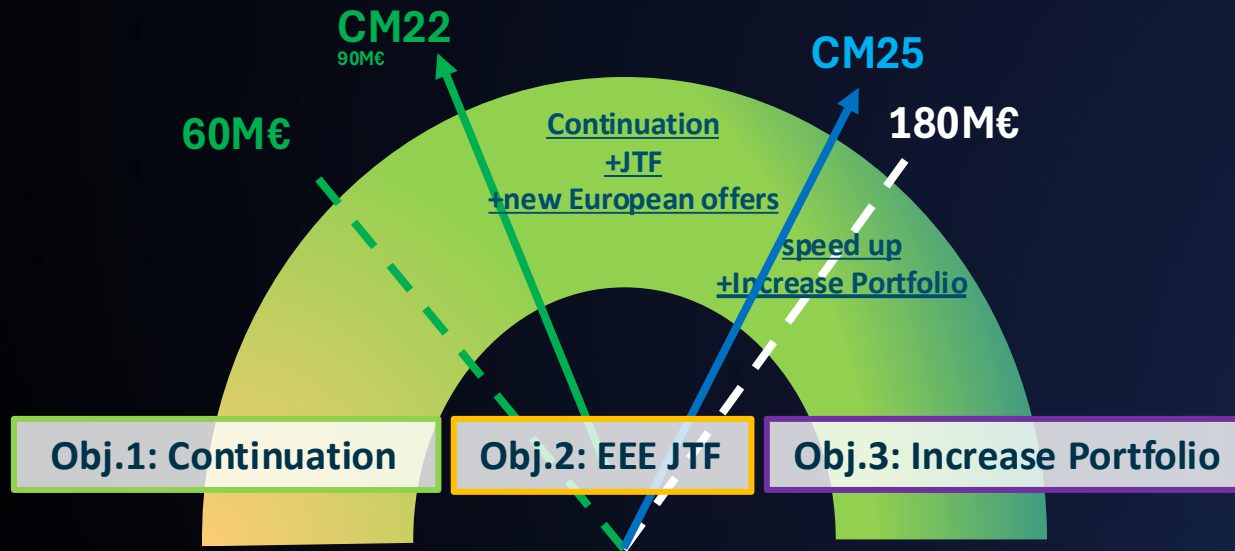 CM22
90M€
CM25
60M€
180M€
Continuation
+JTF
+new European offers
speed up
+Increase Portfolio
Obj.1: Continuation
Obj.2: EEE JTF
Obj.3: Increase Portfolio